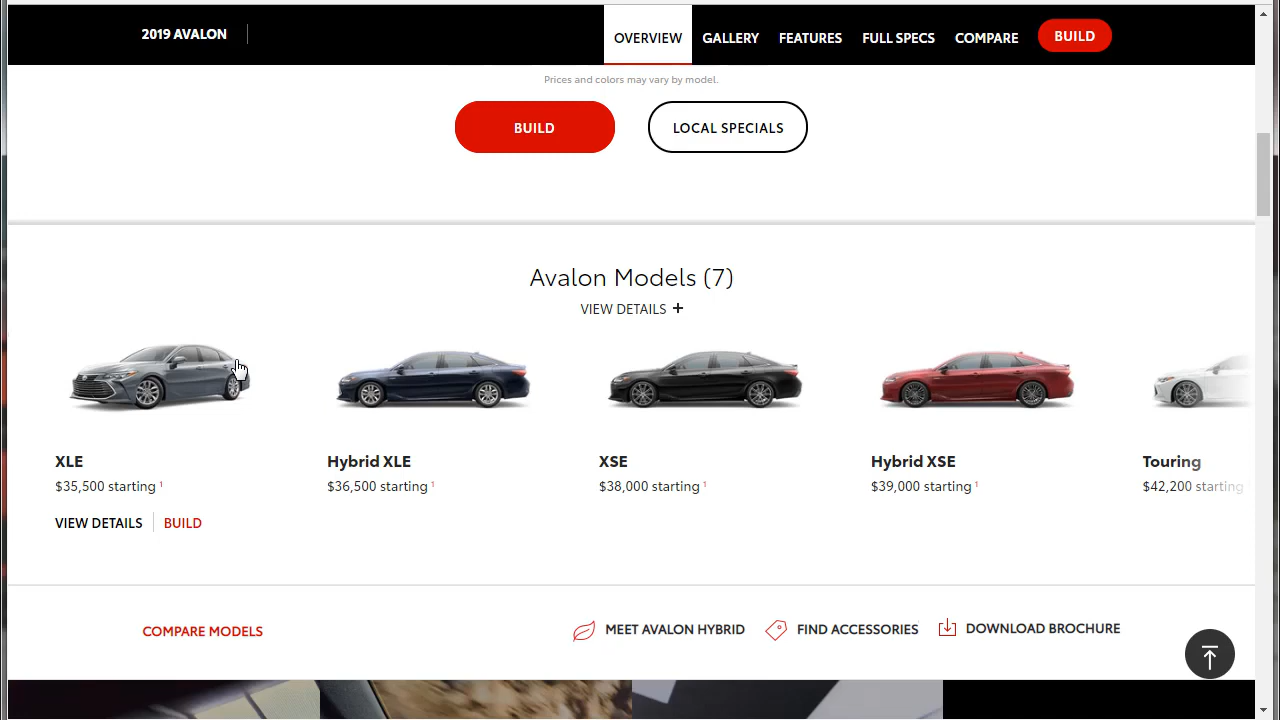 2019 AVALON
OVERVIEW GALLERY FEATURES FULL SPECS COMPARE BUILD
Prices and colors may vary by model.
BUILD LOCAL SPECIALS
Avalon Models (7)
VIEW DETAILS +
XLE Hybrid XLE XSE Hybrid XSE Touring
$35,500 starting 1 $36,500 starting 1 $38,000 starting 1 $39,000 starting 1 $42,200 starting
VIEW DETAILS BUILD
COMPARE MODELS MEET AVALON HYBRID FIND ACCESSORIES DOWNLOAD BROCHURE